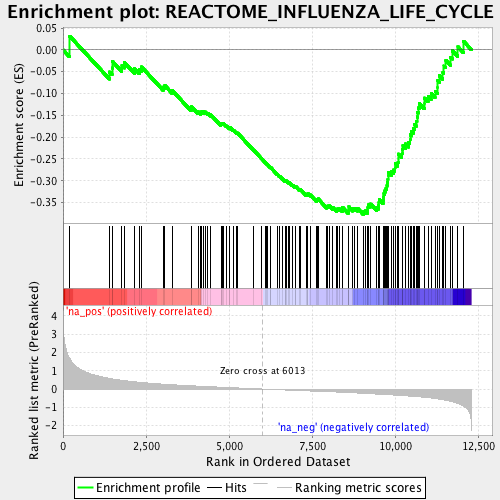 Enrichment plot: REACTOME_INFLUENZA_LIFE_CYCLE
Enrichment score (ES)
0.05
0.00
-0.05
-0.10
-0.15
-0.20
-0.25
-0.30
-0.35
'na_pos' (positively correlated)
Ranked list metric (PreRanked)
4
3
2
1
0
-1
-2
Zero cross at 6013
'na_neg' (negatively correlated)
0
2,500
5,000
7,500
10,000
12,500
Rank in Ordered Dataset
Enrichment profile
Hits
Ranking metric scores